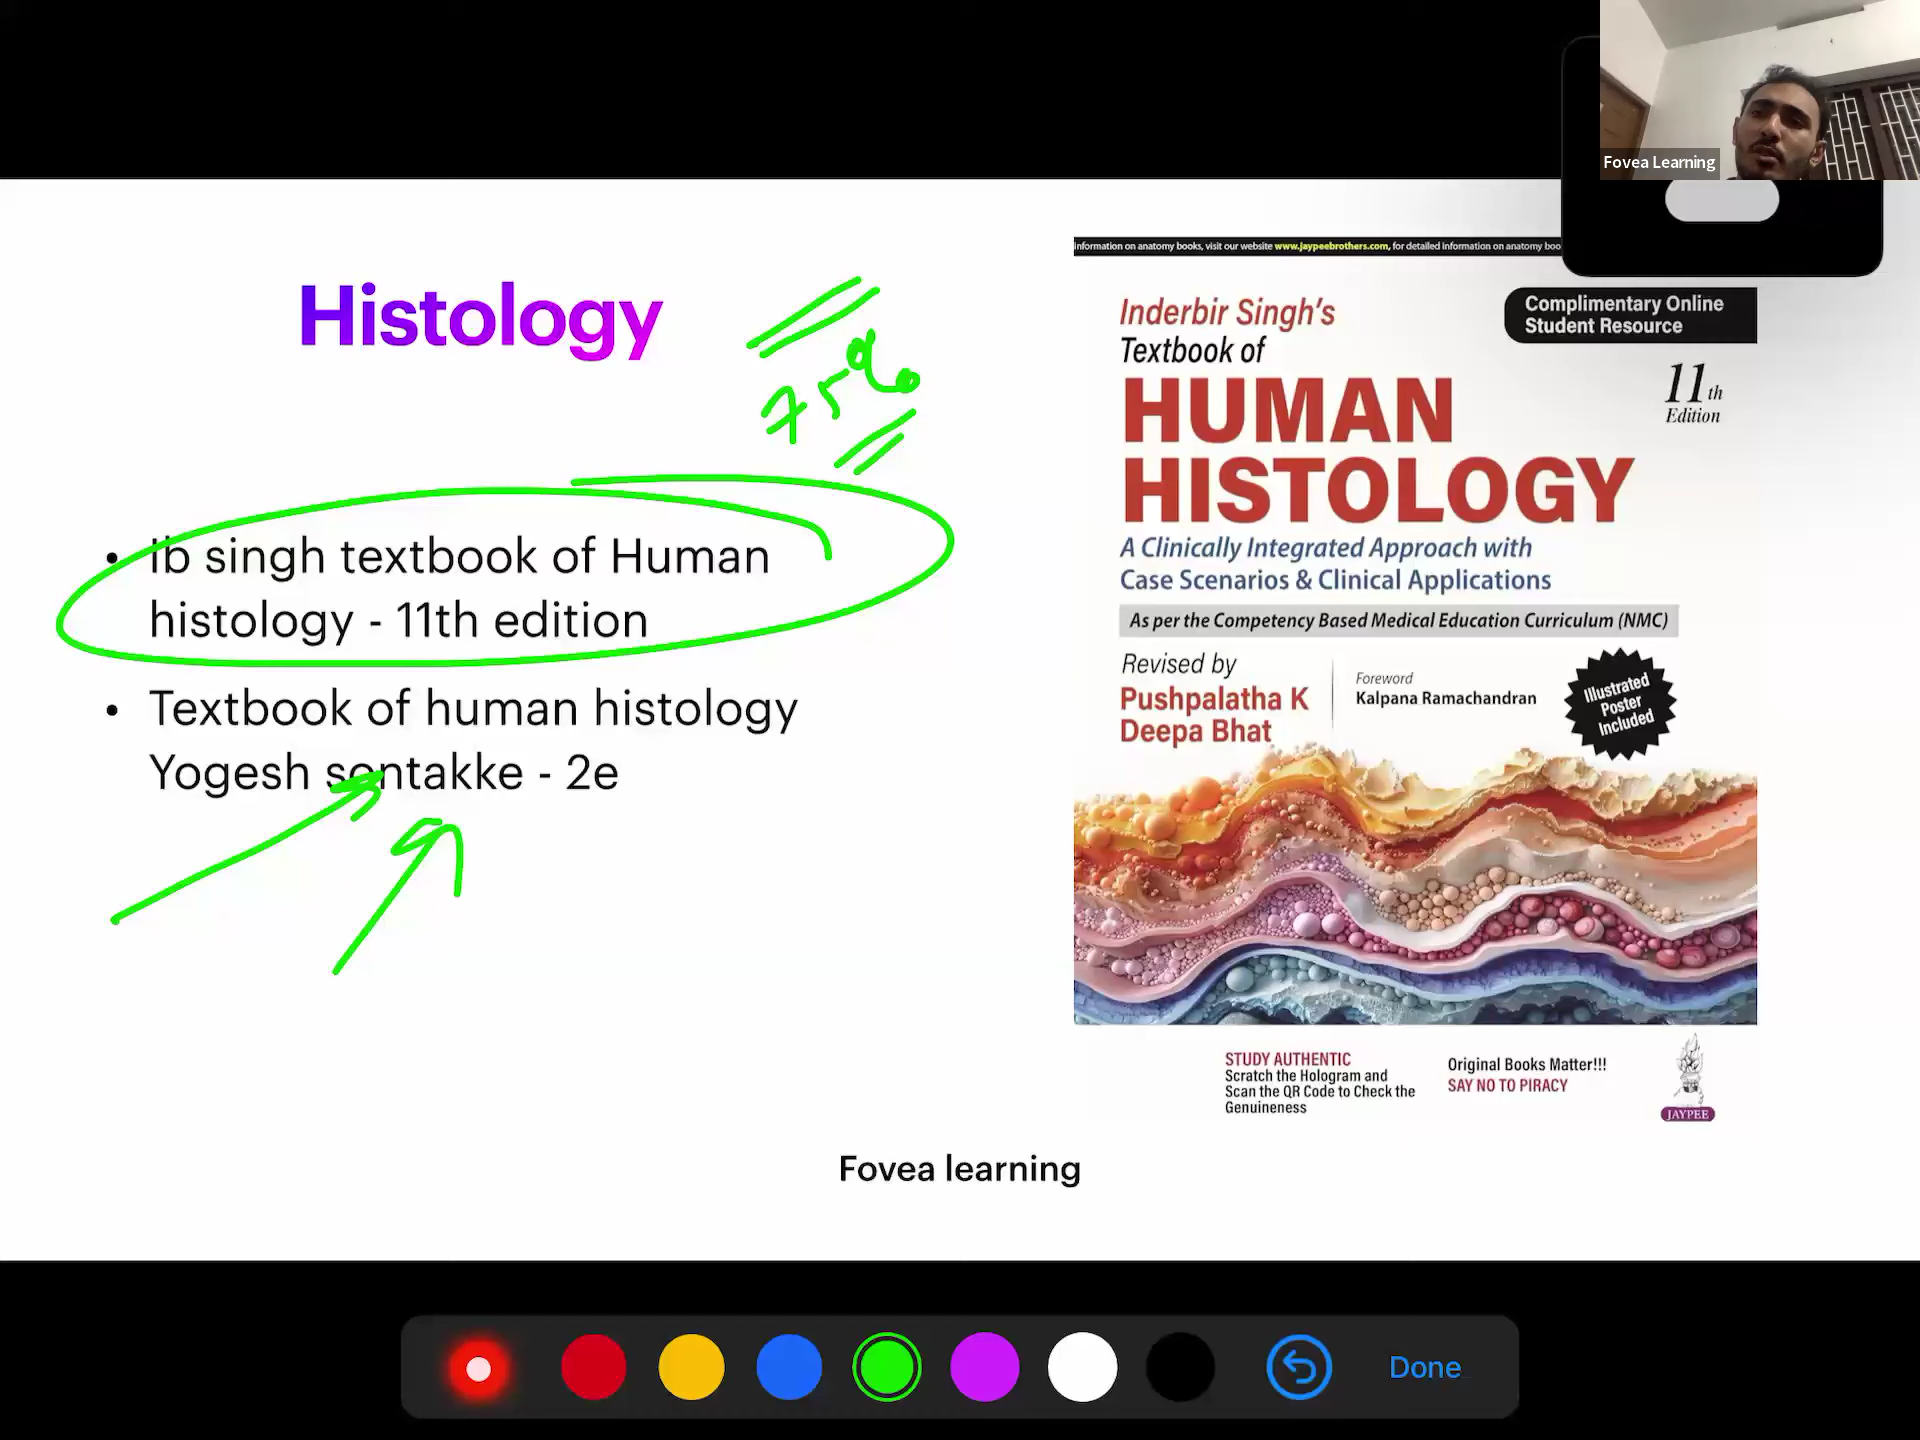 Fovea Learning
Histology
75%
• Ib singh textbook of Human
histology - 11th edition
• Textbook of human histology
Yogesh sontakke - 2e
information on anatomy books, visit our website www.jaypeebrothers.com, for detailed information on anatomy boo
Complimentary Online
Student Resource
Inderbir Singh's
Textbook of
HUMAN
HISTOLOGY
11th
Edition
A Clinically Integrated Approach with
Case Scenarios & Clinical Applications
As per the Competency Based Medical Education Curriculum (NMC)
Revised by
Pushpalatha K
Deepa Bhat
Foreword
Kalpana Ramachandran
Illustrated
Poster
Included
STUDY AUTHENTIC
Scratch the Hologram and
Scan the QR Code to Check the
Genuineness
Original Books Matter!!!
SAY NO TO PIRACY
JAYPEE
Fovea learning
Done